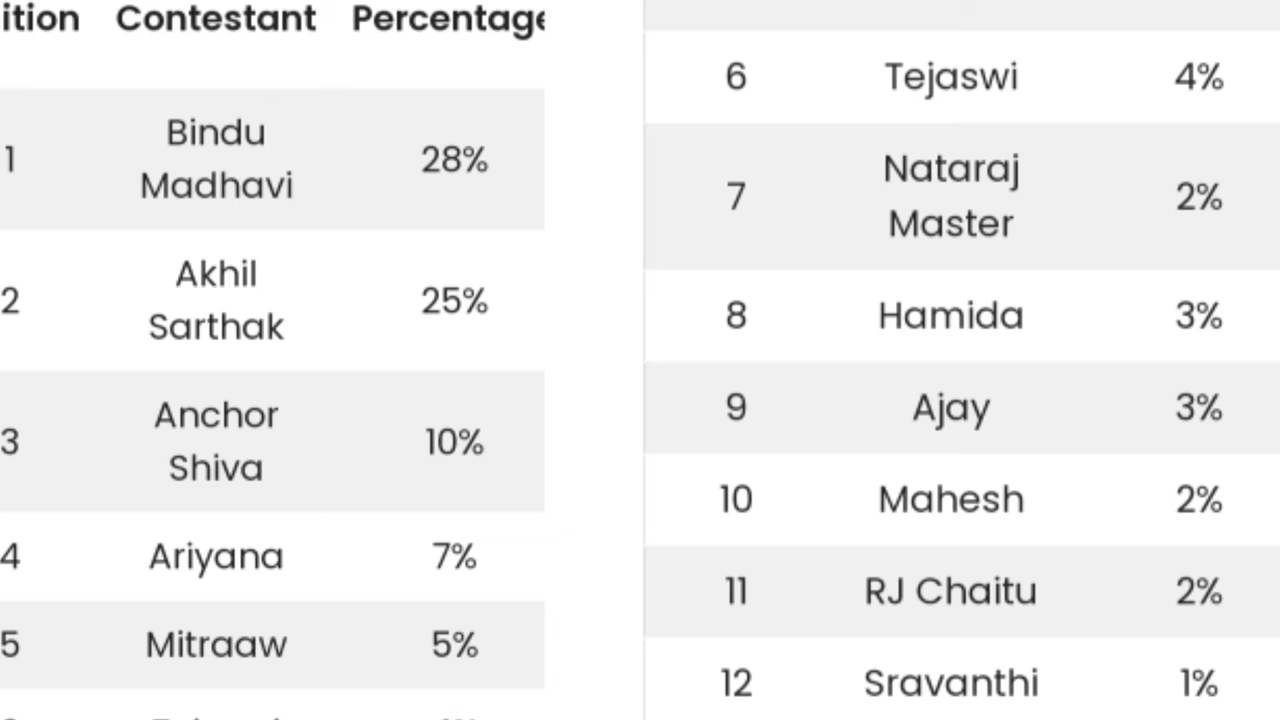 ition Contestant Percentage
1 Bindu Madhavi 28%
2 Akhil Sarthak 25%
3 Anchor Shiva 10%
4 Ariyana 7%
5 Mitraaw 5%
6 Tejaswi 4%
7 Nataraj Master 2%
8 Hamida 3%
9 Ajay 3%
10 Mahesh 2%
11 RJ Chaitu 2%
12 Sravanthi 1%